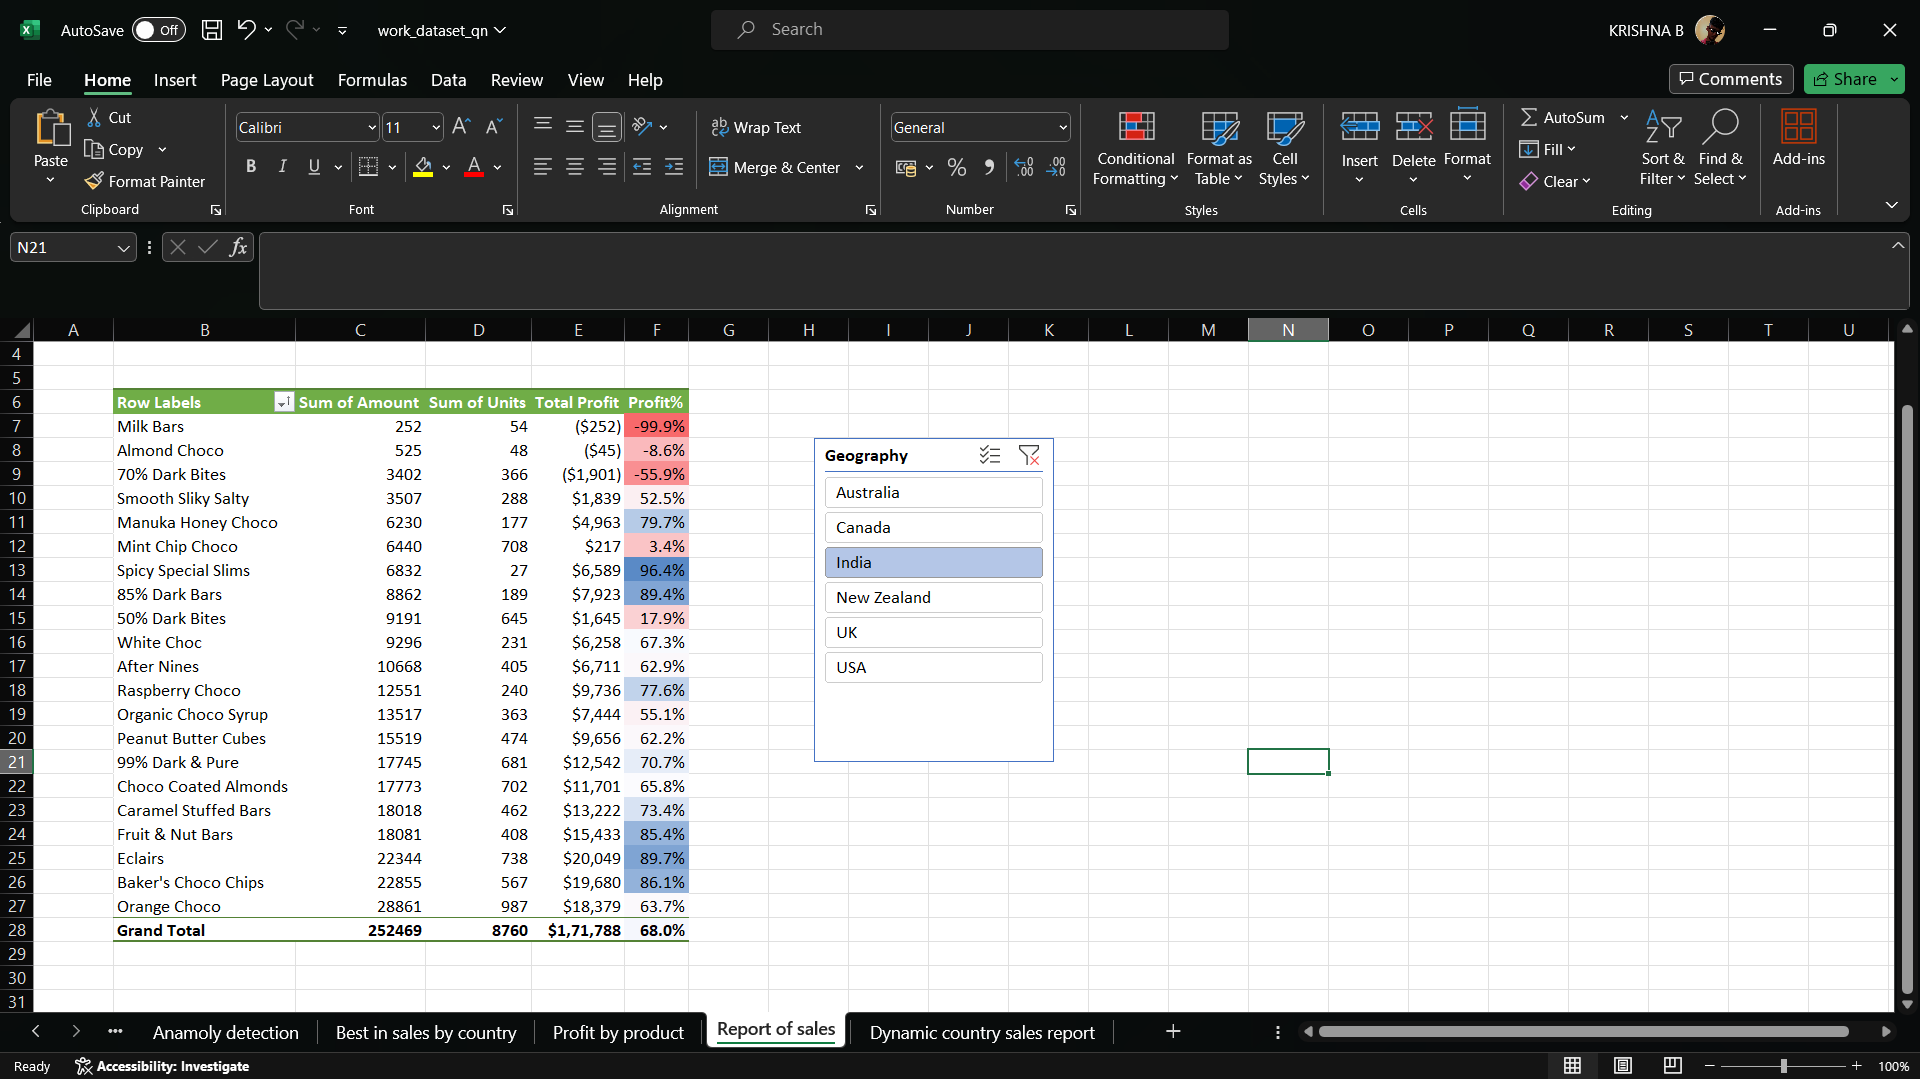 AutoSave Off work_dataset_qn Search KRISHNA B
File Home Insert Page Layout Formulas Data Review View Help Comments Share
Paste Cut Copy Format Painter Clipboard
Calibri 11 B I U A Font
Wrap Text Merge & Center Alignment
General % Number
Conditional Formatting Format as Table Cell Styles Styles
Insert Delete Format Cells
AutoSum Fill Clear Sort & Filter Find & Select Editing
Add-ins Add-ins
N21 fx
A B C D E F G H I J K L M N O P Q R S T U
4
5
6 Row Labels Sum of Amount Sum of Units Total Profit Profit%
7 Milk Bars 252 54 ($252) -99.9%
8 Almond Choco 525 48 ($45) -8.6%
9 70% Dark Bites 3402 366 ($1,901) -55.9%
10 Smooth Sliky Salty 3507 288 $1,839 52.5%
11 Manuka Honey Choco 6230 177 $4,963 79.7%
12 Mint Chip Choco 6440 708 $217 3.4%
13 Spicy Special Slims 6832 27 $6,589 96.4%
14 85% Dark Bars 8862 189 $7,923 89.4%
15 50% Dark Bites 9191 645 $1,645 17.9%
16 White Choc 9296 231 $6,258 67.3%
17 After Nines 10668 405 $6,711 62.9%
18 Raspberry Choco 12551 240 $9,736 77.6%
19 Organic Choco Syrup 13517 363 $7,444 55.1%
20 Peanut Butter Cubes 15519 474 $9,656 62.2%
21 99% Dark & Pure 17745 681 $12,542 70.7%
22 Choco Coated Almonds 17773 702 $11,701 65.8%
23 Caramel Stuffed Bars 18018 462 $13,222 73.4%
24 Fruit & Nut Bars 18081 408 $15,433 85.4%
25 Eclairs 22344 738 $20,049 89.7%
26 Baker's Choco Chips 22855 567 $19,680 86.1%
27 Orange Choco 28861 987 $18,379 63.7%
28 Grand Total 252469 8760 $1,71,788 68.0%
29
30
31
Geography
Australia
Canada
India
New Zealand
UK
USA
Anamoly detection Best in sales by country Profit by product Report of sales Dynamic country sales report
Ready Accessibility: Investigate 100%